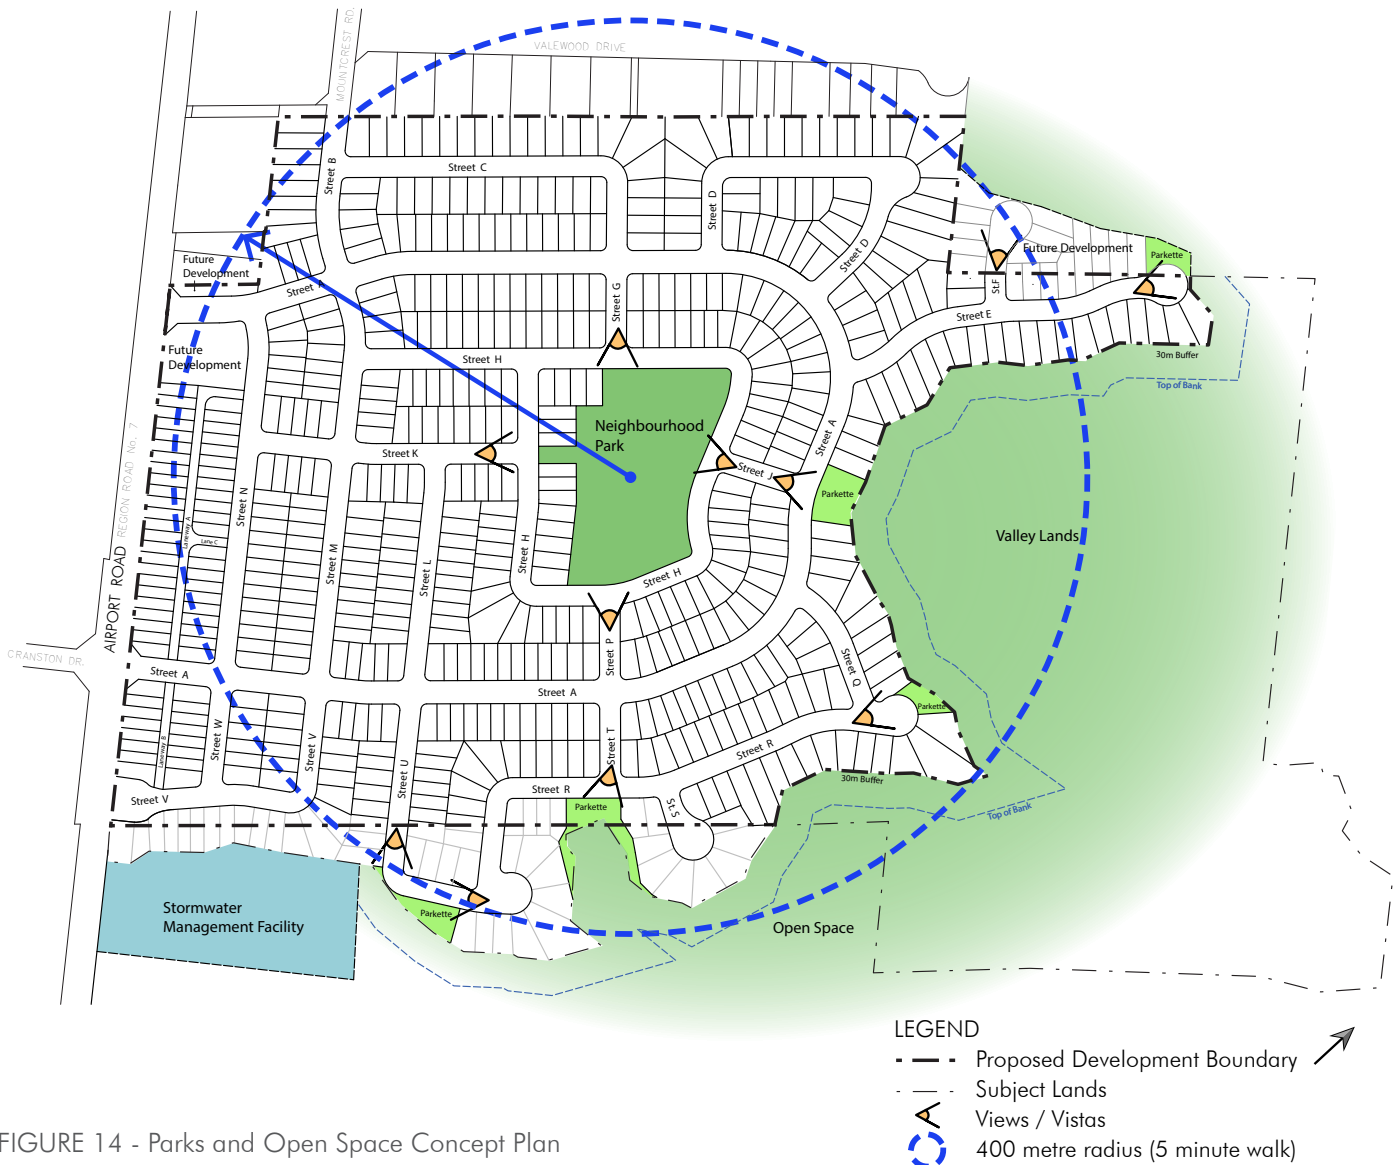 VALEWOOD DRIVE
MOUNTCREST RD.
Street B
Street C
Street D
Street D
Future
Development
Street A
Future Development
Parkette
St.F
Street E
30m Buffer
Top of Bank
Street G
Street H
Future
Development
Neighbourhood
Park
Street K
Street J
Street A
Parkette
REGION ROAD No. 7
AIRPORT ROAD
Laneway A
Lane C
Street N
Street M
Street L
Street H
Street H
Valley Lands
CRANSTON DR.
Street A
Street P
Street A
Street Q
Parkette
Laneway B
Street W
Street V
Street U
Street T
Street R
30m Buffer
Top of Bank
Street V
Street R
Parkette
St.S
Stormwater
Management Facility
Parkette
Open Space
LEGEND
Proposed Development Boundary
Subject Lands
Views / Vistas
400 metre radius (5 minute walk)
FIGURE 14 - Parks and Open Space Concept Plan